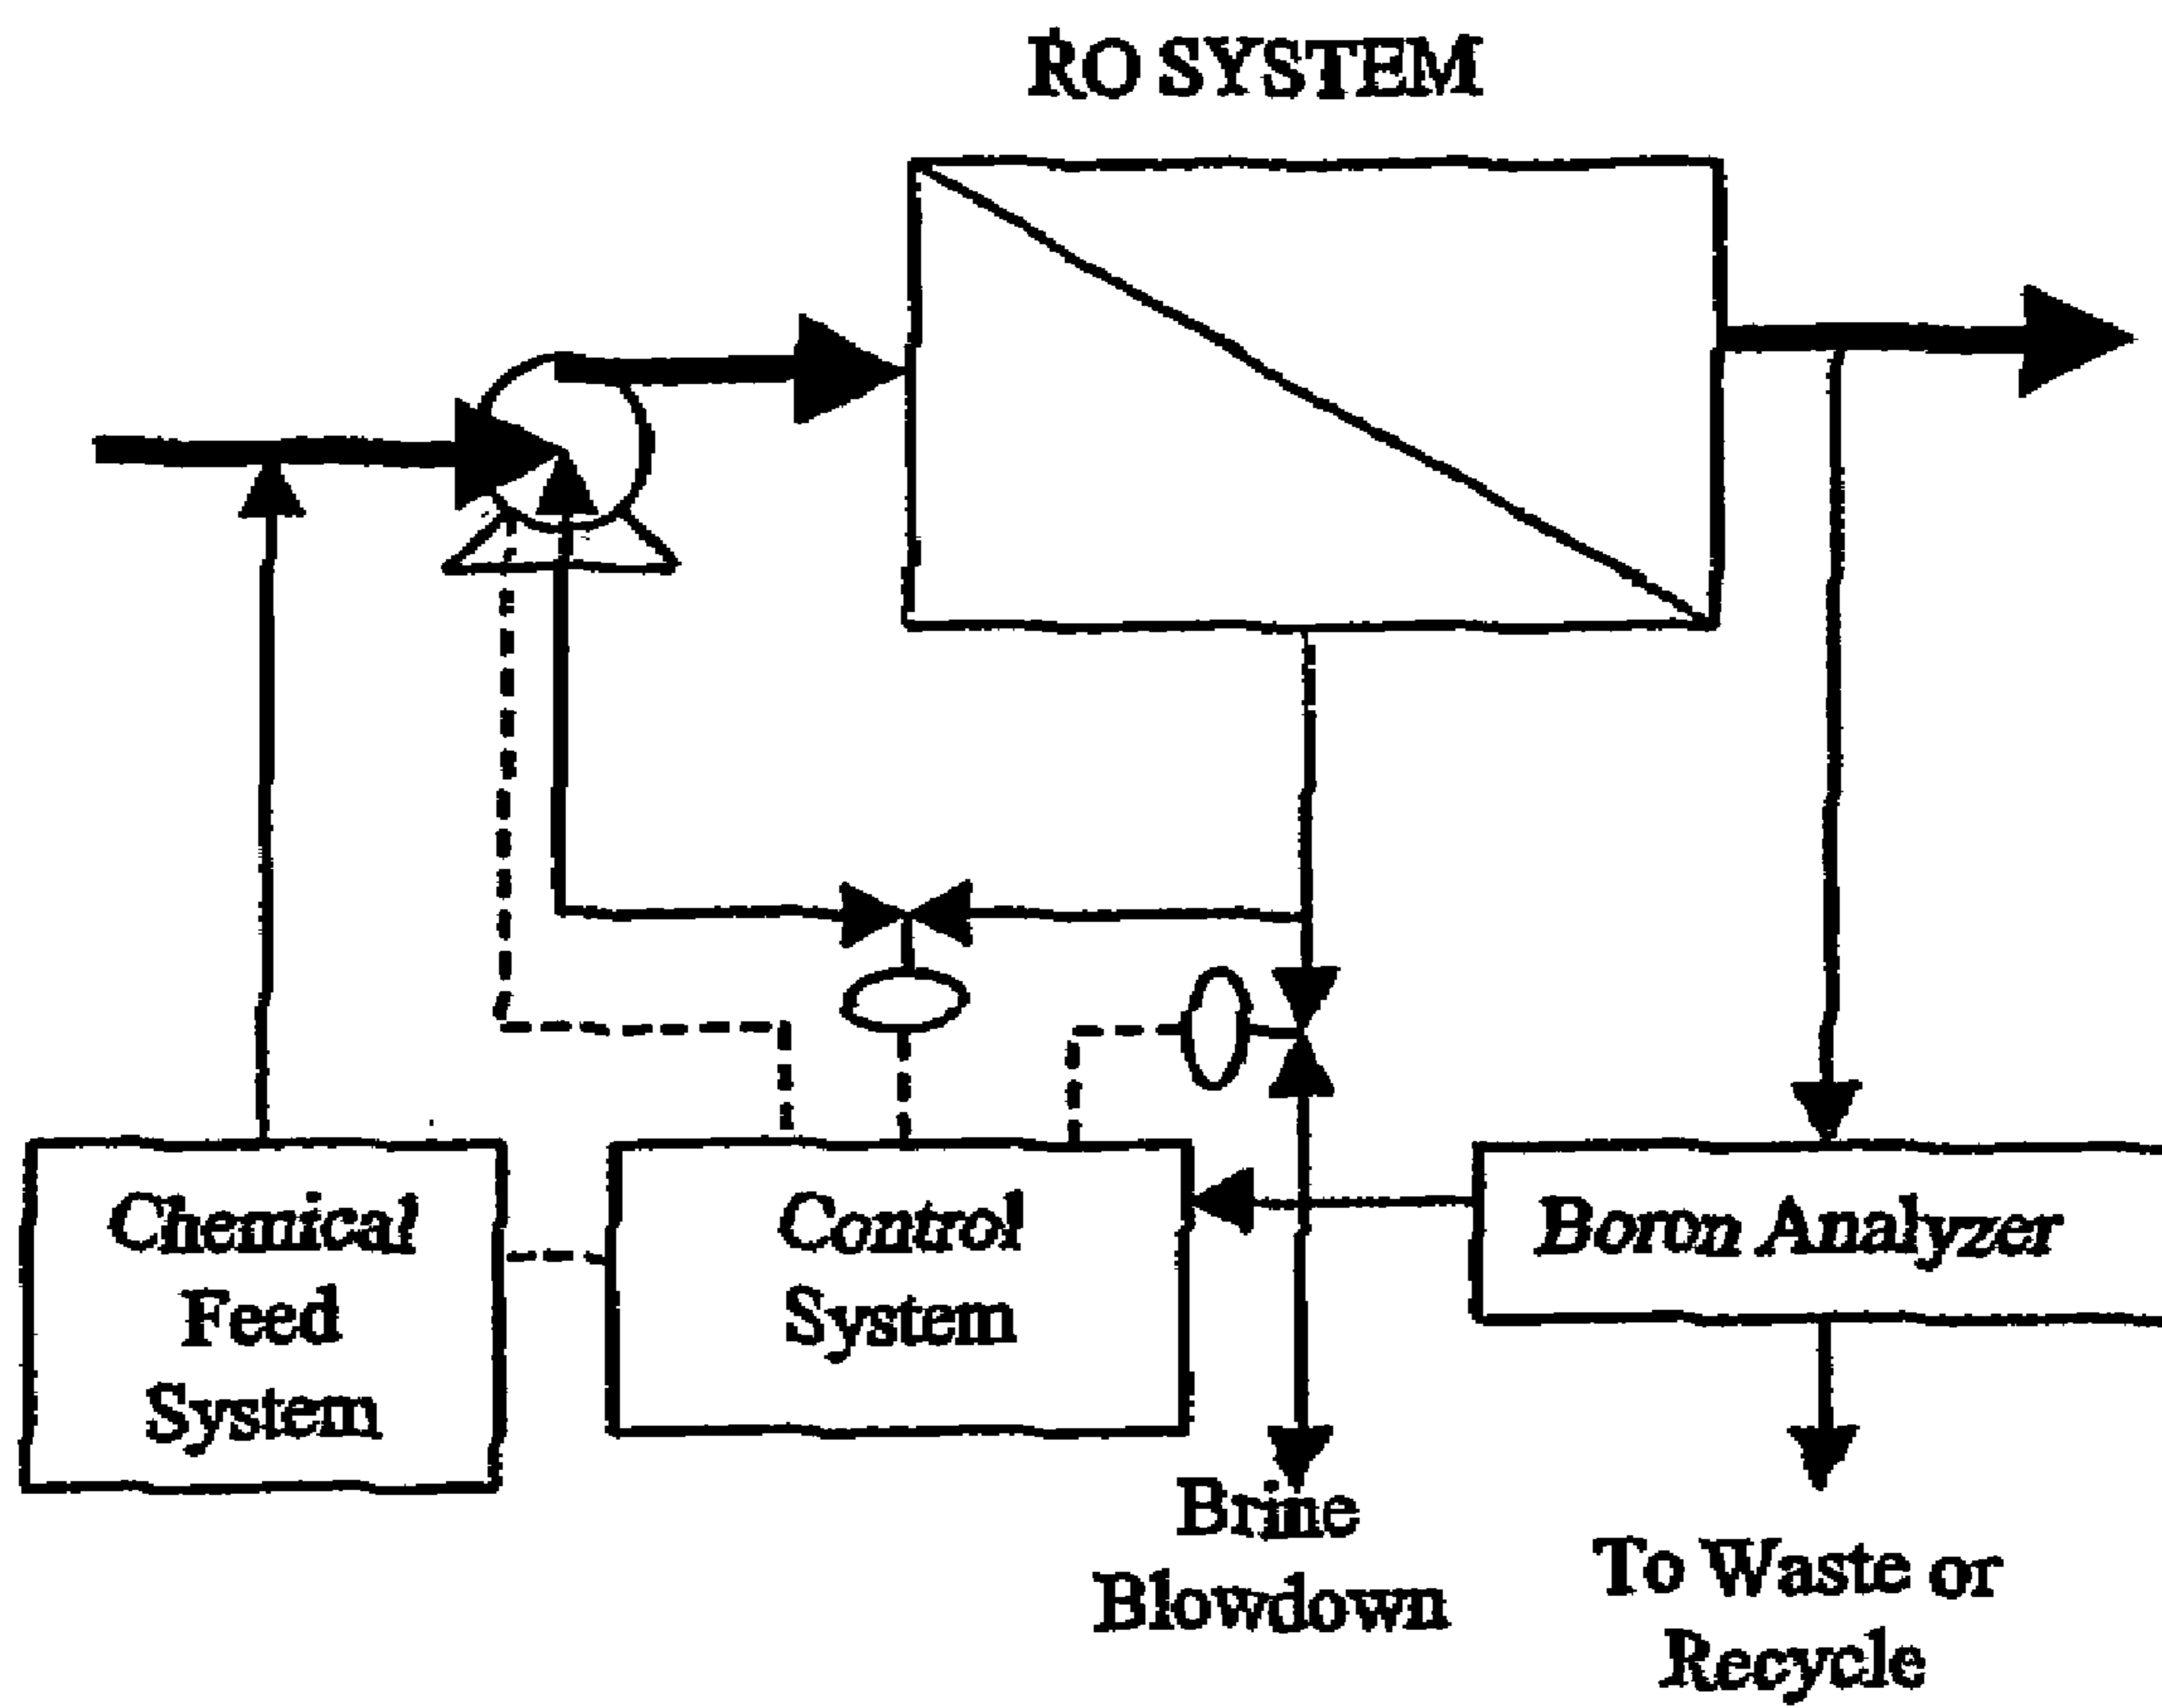 RO SYSTEM
Chemical
Feed
System
Control
System
Boron Analyzer
Brine
Blowdown
To Waste or
Recycle